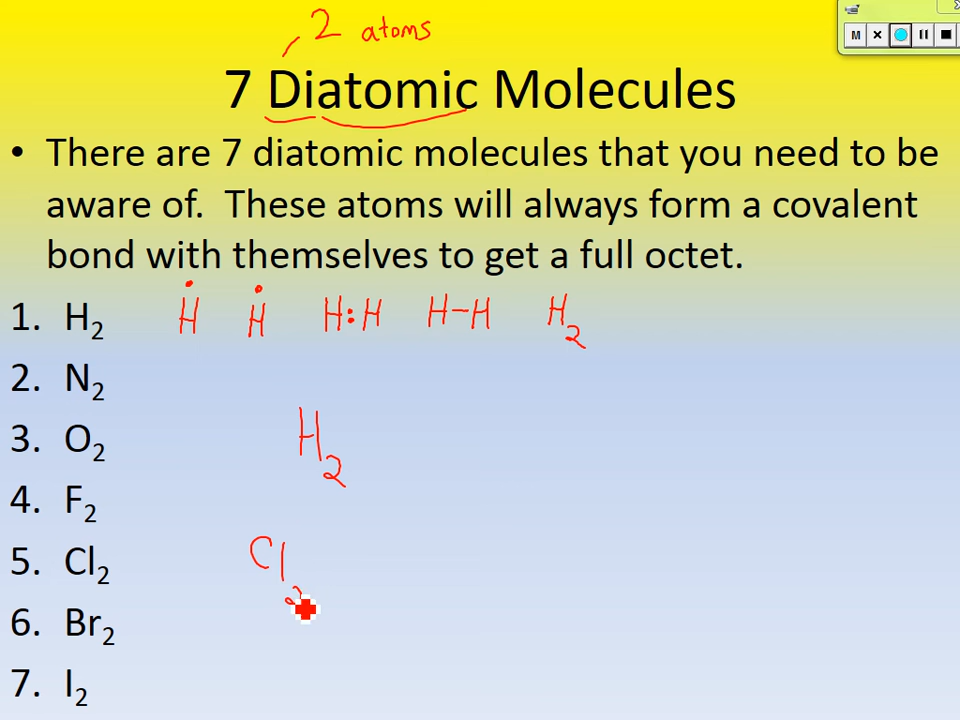 2 atoms
M
7 Diatomic Molecules
• There are 7 diatomic molecules that you need to be
aware of. These atoms will always form a covalent
bond with themselves to get a full octet.
1. H₂ H H H:H H–H H₂
2. N₂
3. O₂ H₂
4. F₂
5. Cl₂ Cl₂
6. Br₂
7. I₂